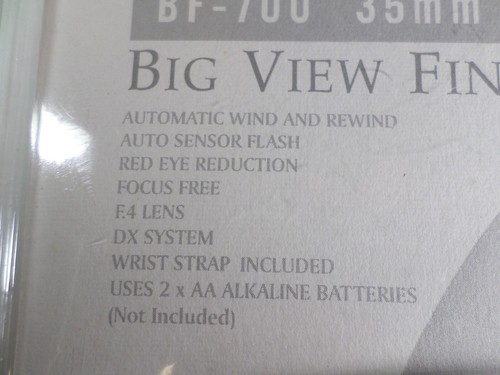 BF-700 35mm
BIG VIEW FIN
AUTOMATIC WIND AND REWIND
AUTO SENSOR FLASH
RED EYE REDUCTION
FOCUS FREE
F.4 LENS
DX SYSTEM
WRIST STRAP INCLUDED
USES 2 x AA ALKALINE BATTERIES
(Not Included)